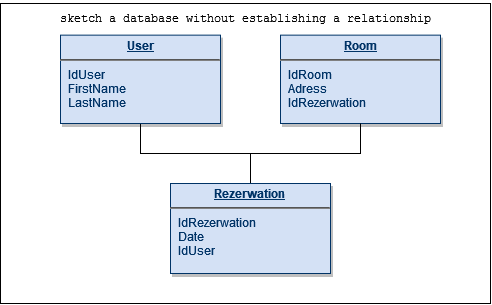 sketch a database without establishing a relationship
User
IdUser
FirstName
LastName
Room
IdRoom
Adress
IdRezerwation
Rezerwation
IdRezerwation
Date
IdUser